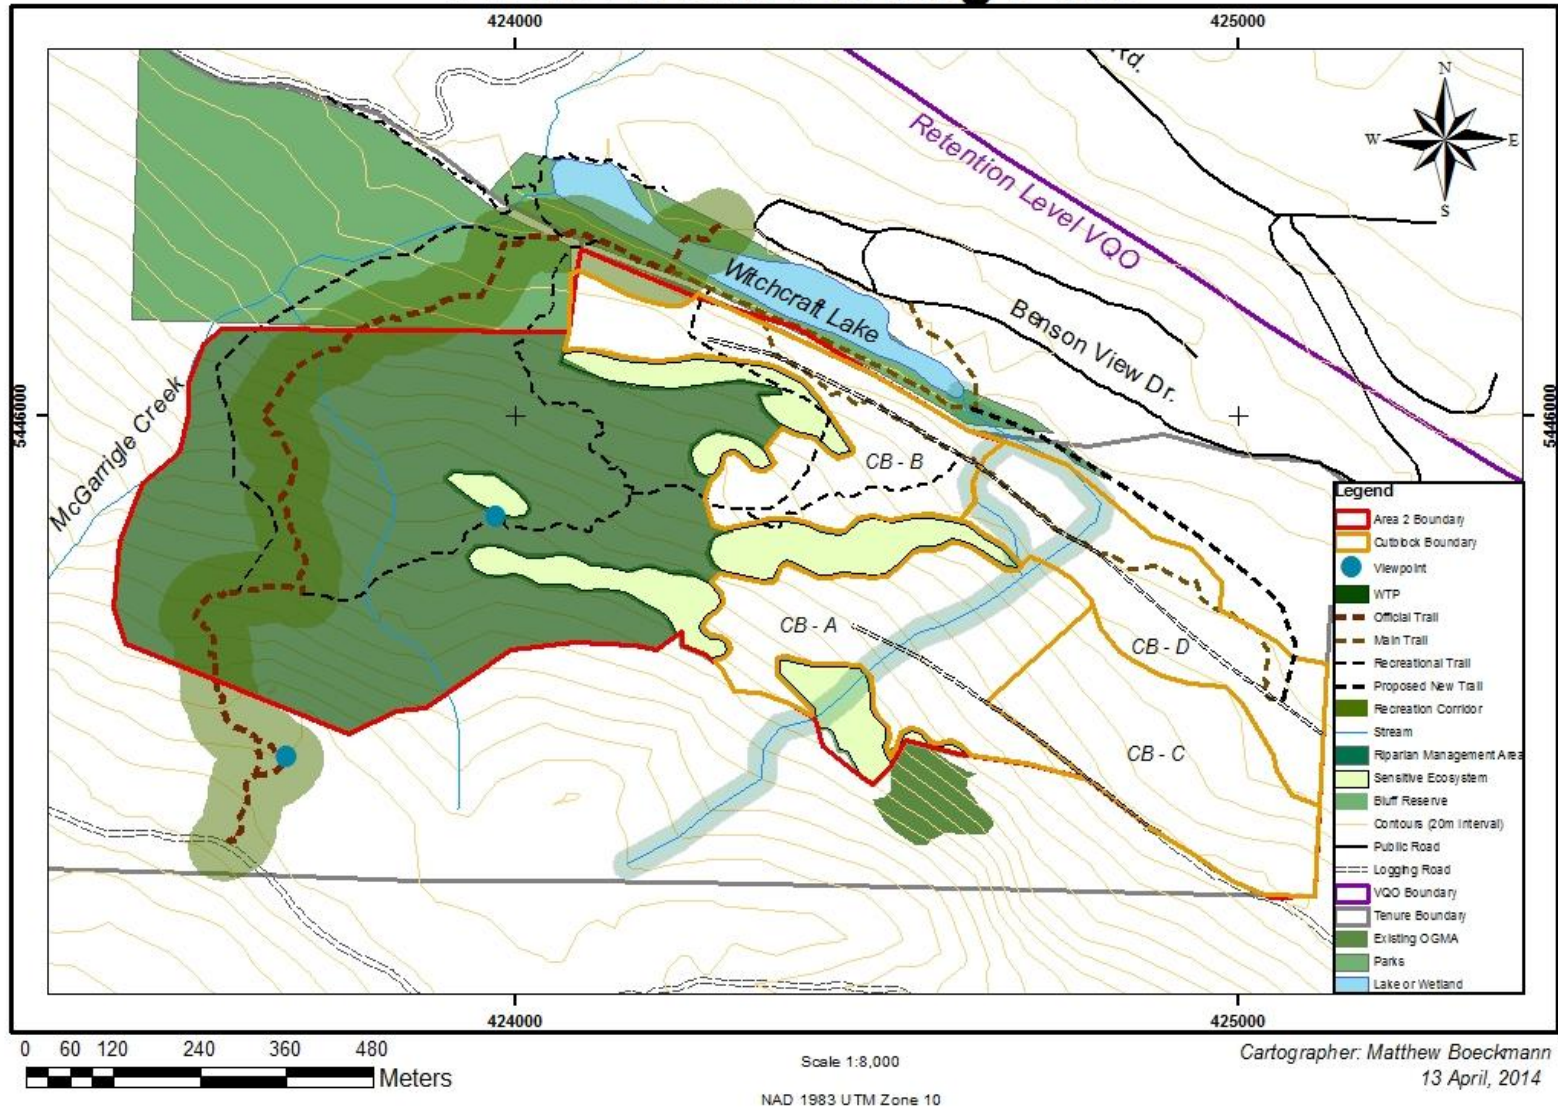 424000
425000
Rd.
N
W
E
S
Retention Level VQO
Witchcraft Lake
Benson View Dr.
5446000
5446000
McGarrigle Creek
CB - B
CB - A
CB - D
CB - C
Legend
Area 2 Boundary
Cutblock Boundary
Viewpoint
WTP
Official Trail
Main Trail
Recreational Trail
Proposed New Trail
Recreation Corridor
Stream
Riparian Management Area
Sensitive Ecosystem
Bluff Reserve
Contours (20m Interval)
Public Road
Logging Road
VQO Boundary
Tenure Boundary
Existing OGMA
Parks
Lake or Wetland
424000
425000
0 60 120 240 360 480
Meters
Scale 1:8,000
NAD 1983 UTM Zone 10
Cartographer: Matthew Boeckmann
13 April, 2014